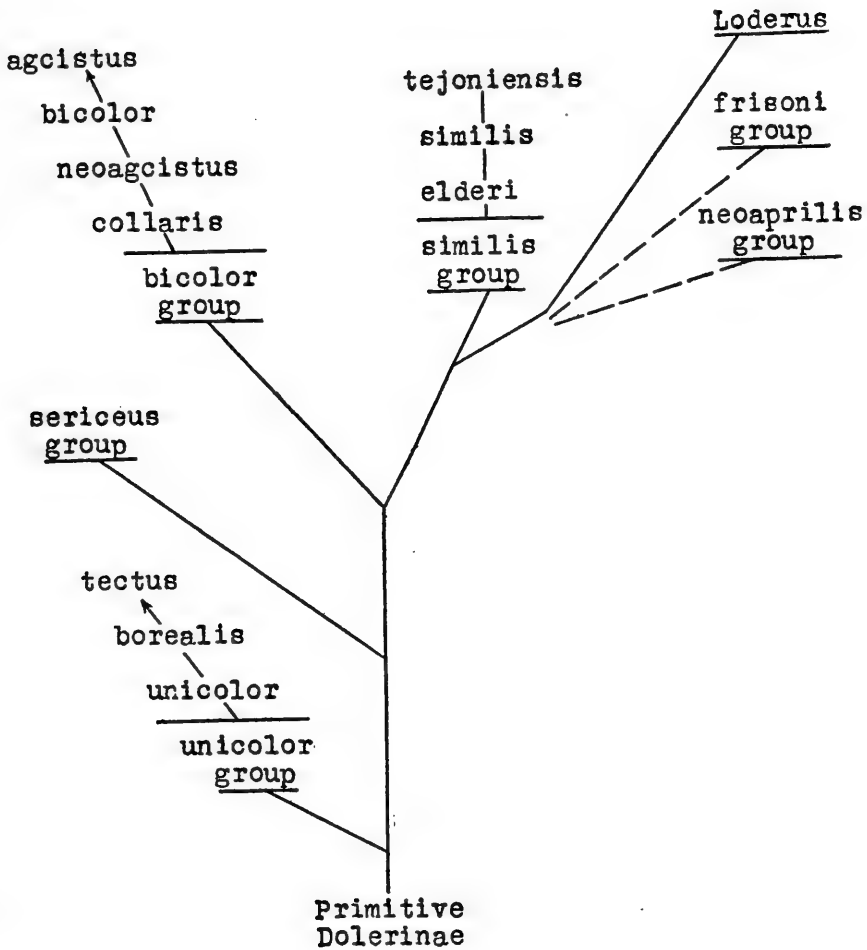 Loderus
agcistus
tejoniensis
frisoni
group
bicolor
similis
neoagcistus
elderi
neoaprilis
group
collaris
similis
group
bicolor
group
sericeus
group
tectus
borealis
unicolor
unicolor
group
Primitive
Dolerinae